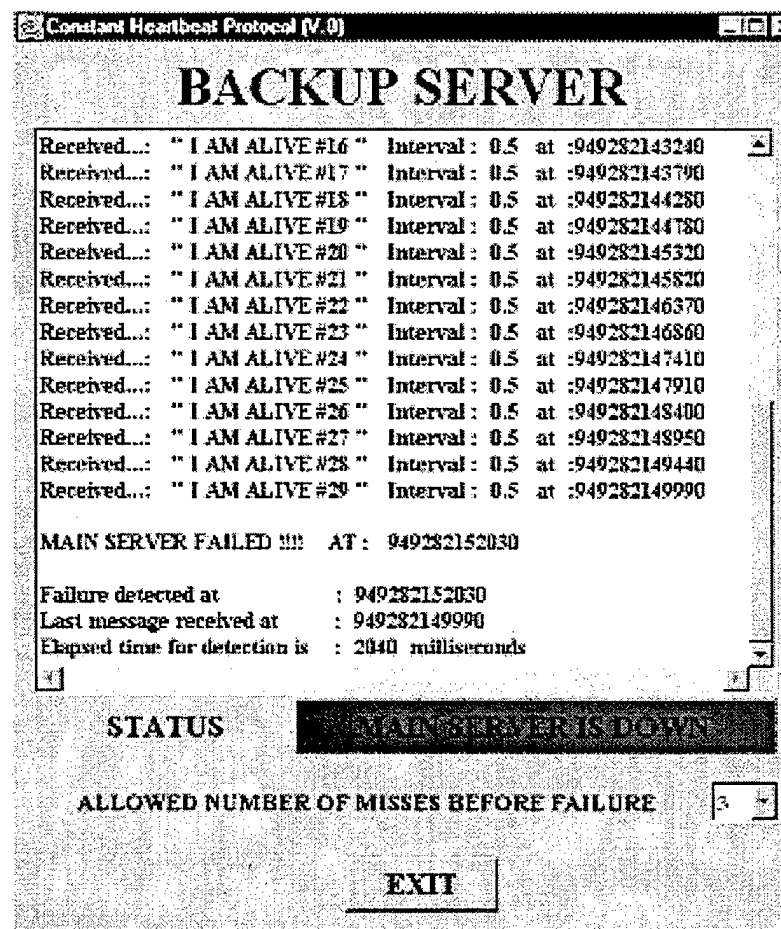 Constant Heartbeat Protocol (V.0)
BACKUP SERVER
Received...: " I AM ALIVE #16 " Interval : 0.5 at :949282143240
Received...: " I AM ALIVE #17 " Interval : 0.5 at :949282143790
Received...: " I AM ALIVE #18 " Interval : 0.5 at :949282144280
Received...: " I AM ALIVE #19 " Interval : 0.5 at :949282144780
Received...: " I AM ALIVE #20 " Interval : 0.5 at :949282145320
Received...: " I AM ALIVE #21 " Interval : 0.5 at :949282145820
Received...: " I AM ALIVE #22 " Interval : 0.5 at :949282146370
Received...: " I AM ALIVE #23 " Interval : 0.5 at :949282146860
Received...: " I AM ALIVE #24 " Interval : 0.5 at :949282147410
Received...: " I AM ALIVE #25 " Interval : 0.5 at :949282147910
Received...: " I AM ALIVE #26 " Interval : 0.5 at :949282148400
Received...: " I AM ALIVE #27 " Interval : 0.5 at :949282148950
Received...: " I AM ALIVE #28 " Interval : 0.5 at :949282149440
Received...: " I AM ALIVE #29 " Interval : 0.5 at :949282149990
MAIN SERVER FAILED !!!! AT : 949282152030
Failure detected at : 949282152030
Last message received at : 949282149990
Elapsed time for detection is : 2040 milliseconds
STATUS MAIN SERVER IS DOWN
ALLOWED NUMBER OF MISSES BEFORE FAILURE 3
EXIT